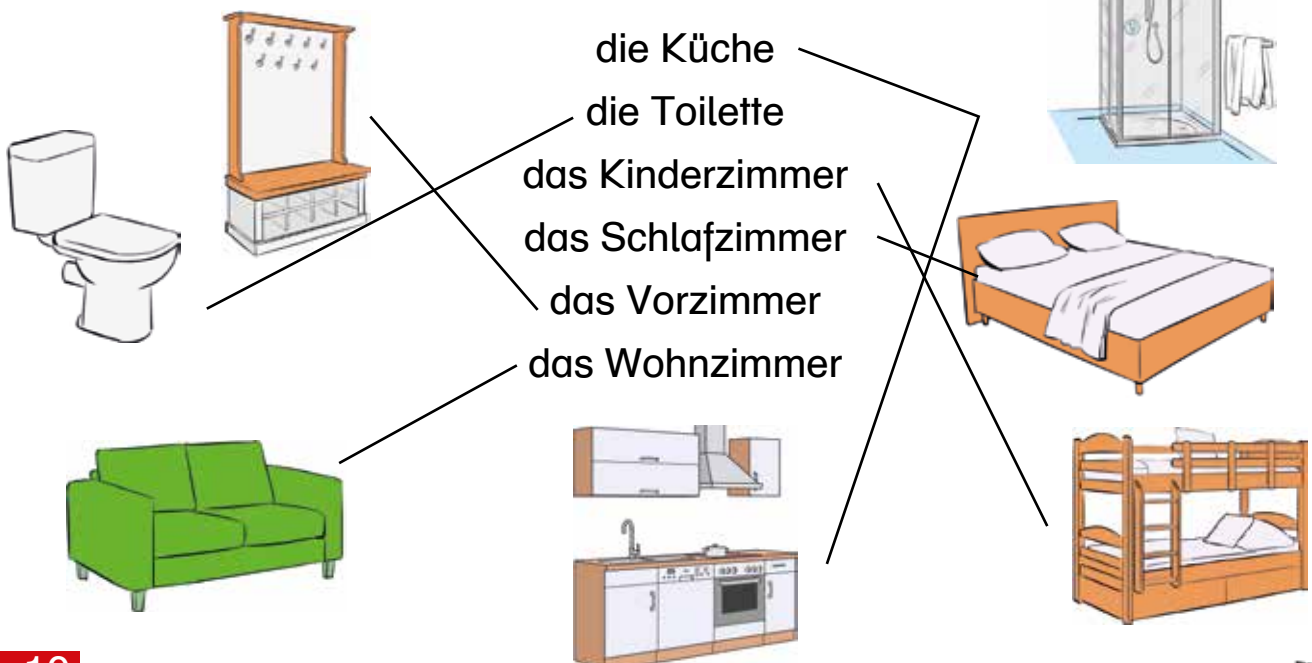 die Küche
die Toilette
das Kinderzimmer
das Schlafzimmer
das Vorzimmer
das Wohnzimmer